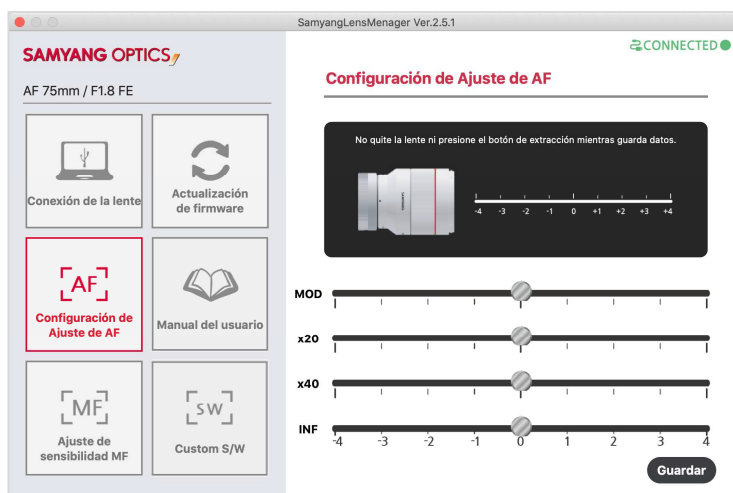 SamyangLensMenager Ver.2.5.1
SAMYANG OPTICS
CONNECTED
AF 75mm / F1.8 FE
Configuración de Ajuste de AF
No quite la lente ni presione el botón de extracción mientras guarda datos.
-4 -3 -2 -1 0 +1 +2 +3 +4
Conexión de la lente
Actualización
de firmware
AF
Configuración de
Ajuste de AF
Manual del usuario
MF
Ajuste de
sensibilidad MF
SW
Custom S/W
MOD
x20
x40
INF
-4 -3 -2 -1 0 1 2 3 4
Guardar